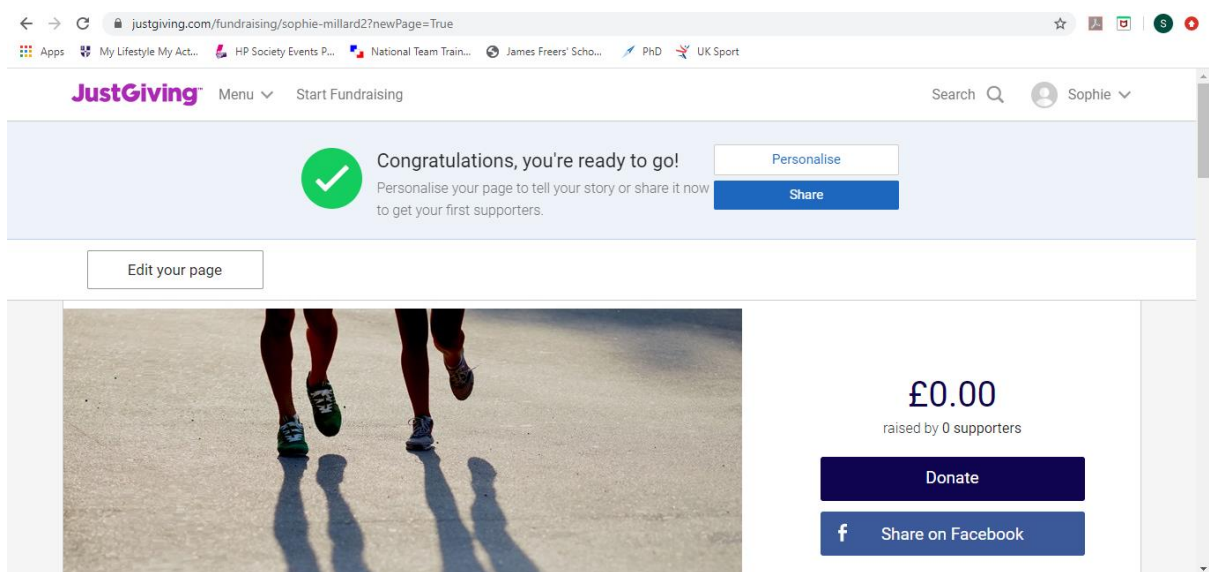 justgiving.com/fundraising/sophie-millard2?newPage=True
S
Apps My Lifestyle My Act... HP Society Events P... National Team Train... James Freers' Scho... PhD UK Sport
JustGiving™ Menu Start Fundraising Search Sophie
Congratulations, you're ready to go!
Personalise your page to tell your story or share it now
to get your first supporters.
Personalise
Share
Edit your page
£0.00
raised by 0 supporters
Donate
f Share on Facebook